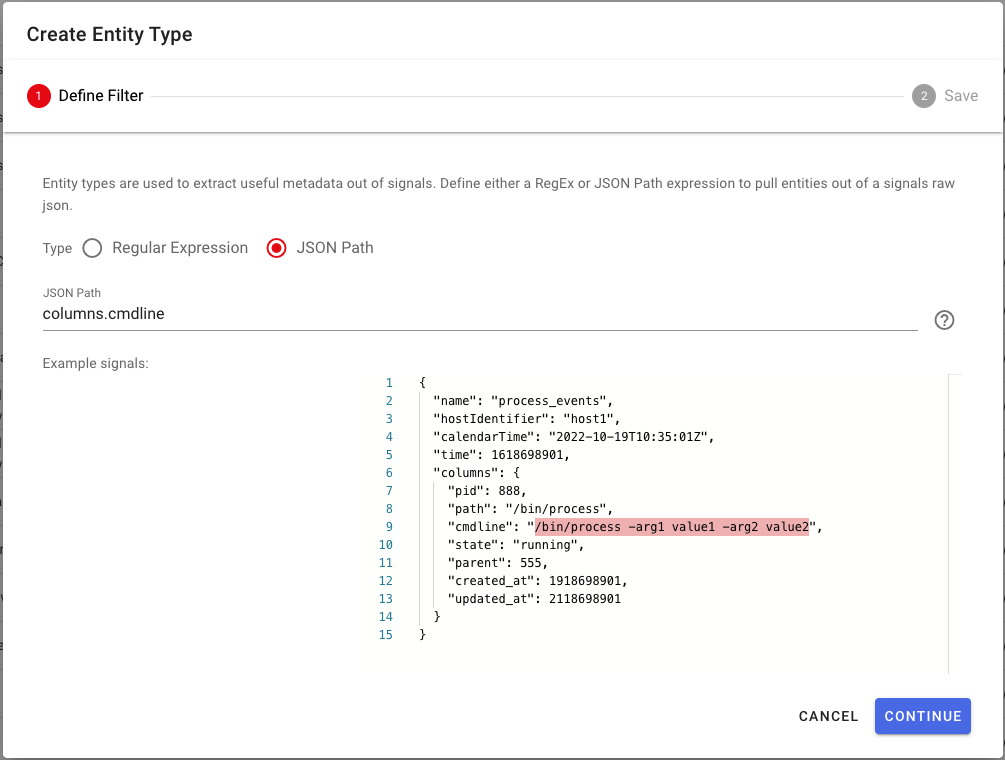 Create Entity Type
1 Define Filter
2 Save
Entity types are used to extract useful metadata out of signals. Define either a RegEx or JSON Path expression to pull entities out of a signals raw
json.
Type Regular Expression JSON Path
JSON Path
columns.cmdline
?
Example signals:
1 {
2 "name": "process_events",
3 "hostIdentifier": "host1",
4 "calendarTime": "2022-10-19T10:35:01Z",
5 "time": 1618698901,
6 "columns": {
7 "pid": 888,
8 "path": "/bin/process",
9 "cmdline": "/bin/process -arg1 value1 -arg2 value2",
10 "state": "running",
11 "parent": 555,
12 "created_at": 1918698901,
13 "updated_at": 2118698901
14 }
15 }
CANCEL CONTINUE